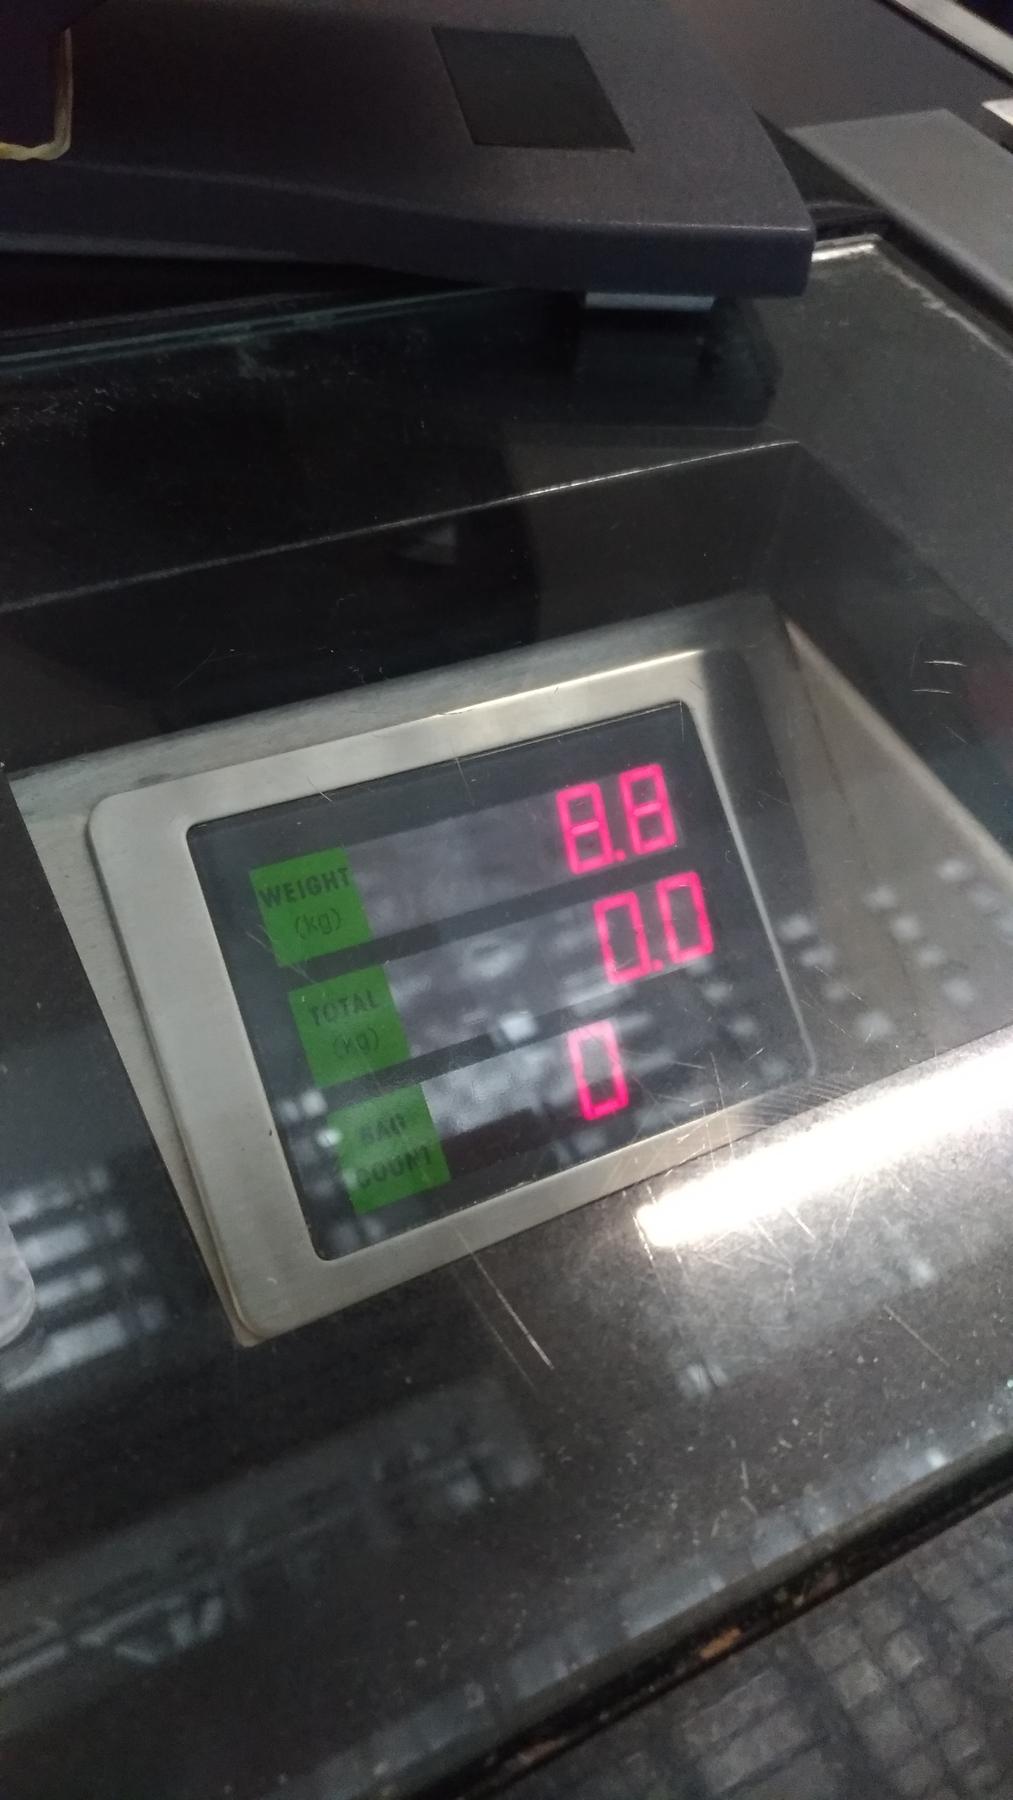 WEIGHT
(kg)
8.8
TOTAL
(kg)
0.0
BAG
COUNT
0